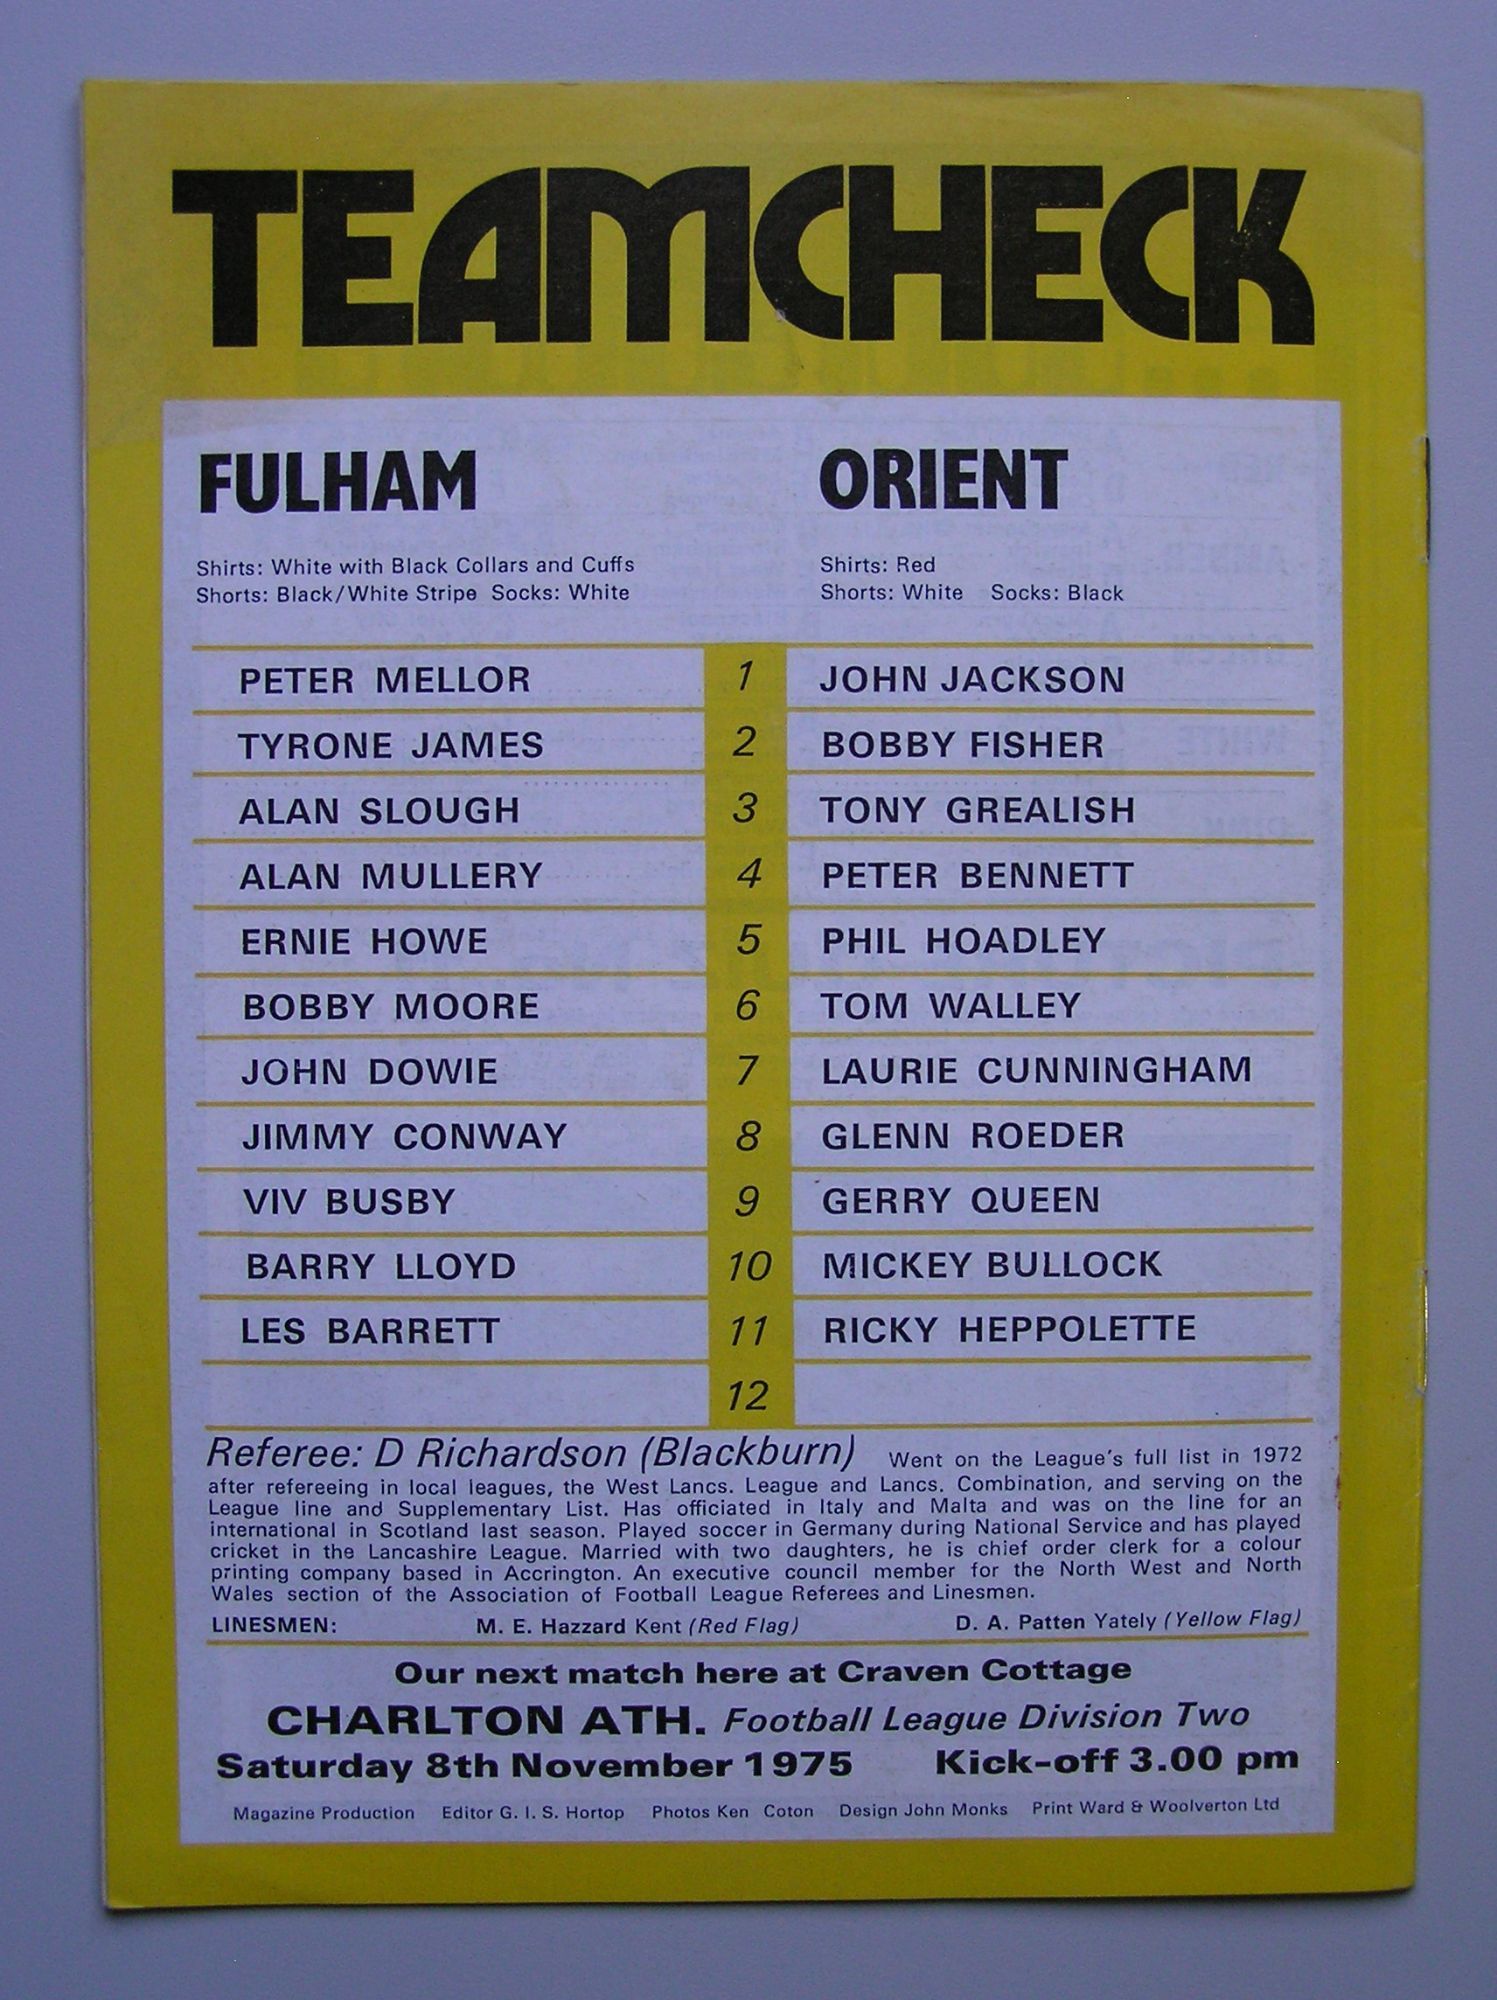 TEAMCHECK
FULHAM ORIENT
Shirts: White with Black Collars and Cuffs Shirts: Red
Shorts: Black/White Stripe Socks: White Shorts: White Socks: Black
PETER MELLOR 1 JOHN JACKSON
TYRONE JAMES 2 BOBBY FISHER
ALAN SLOUGH 3 TONY GREALISH
ALAN MULLERY 4 PETER BENNETT
ERNIE HOWE 5 PHIL HOADLEY
BOBBY MOORE 6 TOM WALLEY
JOHN DOWIE 7 LAURIE CUNNINGHAM
JIMMY CONWAY 8 GLENN ROEDER
VIV BUSBY 9 GERRY QUEEN
BARRY LLOYD 10 MICKEY BULLOCK
LES BARRETT 11 RICKY HEPPOLETTE
12
Referee: D Richardson (Blackburn) Went on the League's full list in 1972
after refereeing in local leagues, the West Lancs. League and Lancs. Combination, and serving on the
League line and Supplementary List. Has officiated in Italy and Malta and was on the line for an
international in Scotland last season. Played soccer in Germany during National Service and has played
cricket in the Lancashire League. Married with two daughters, he is chief order clerk for a colour
printing company based in Accrington. An executive council member for the North West and North
Wales section of the Association of Football League Referees and Linesmen.
LINESMEN: M. E. Hazzard Kent (Red Flag) D. A. Patten Yately (Yellow Flag)
Our next match here at Craven Cottage
CHARLTON ATH. Football League Division Two
Saturday 8th November 1975 Kick-off 3.00 pm
Magazine Production Editor G. I. S. Hortop Photos Ken Coton Design John Monks Print Ward & Woolverton Ltd